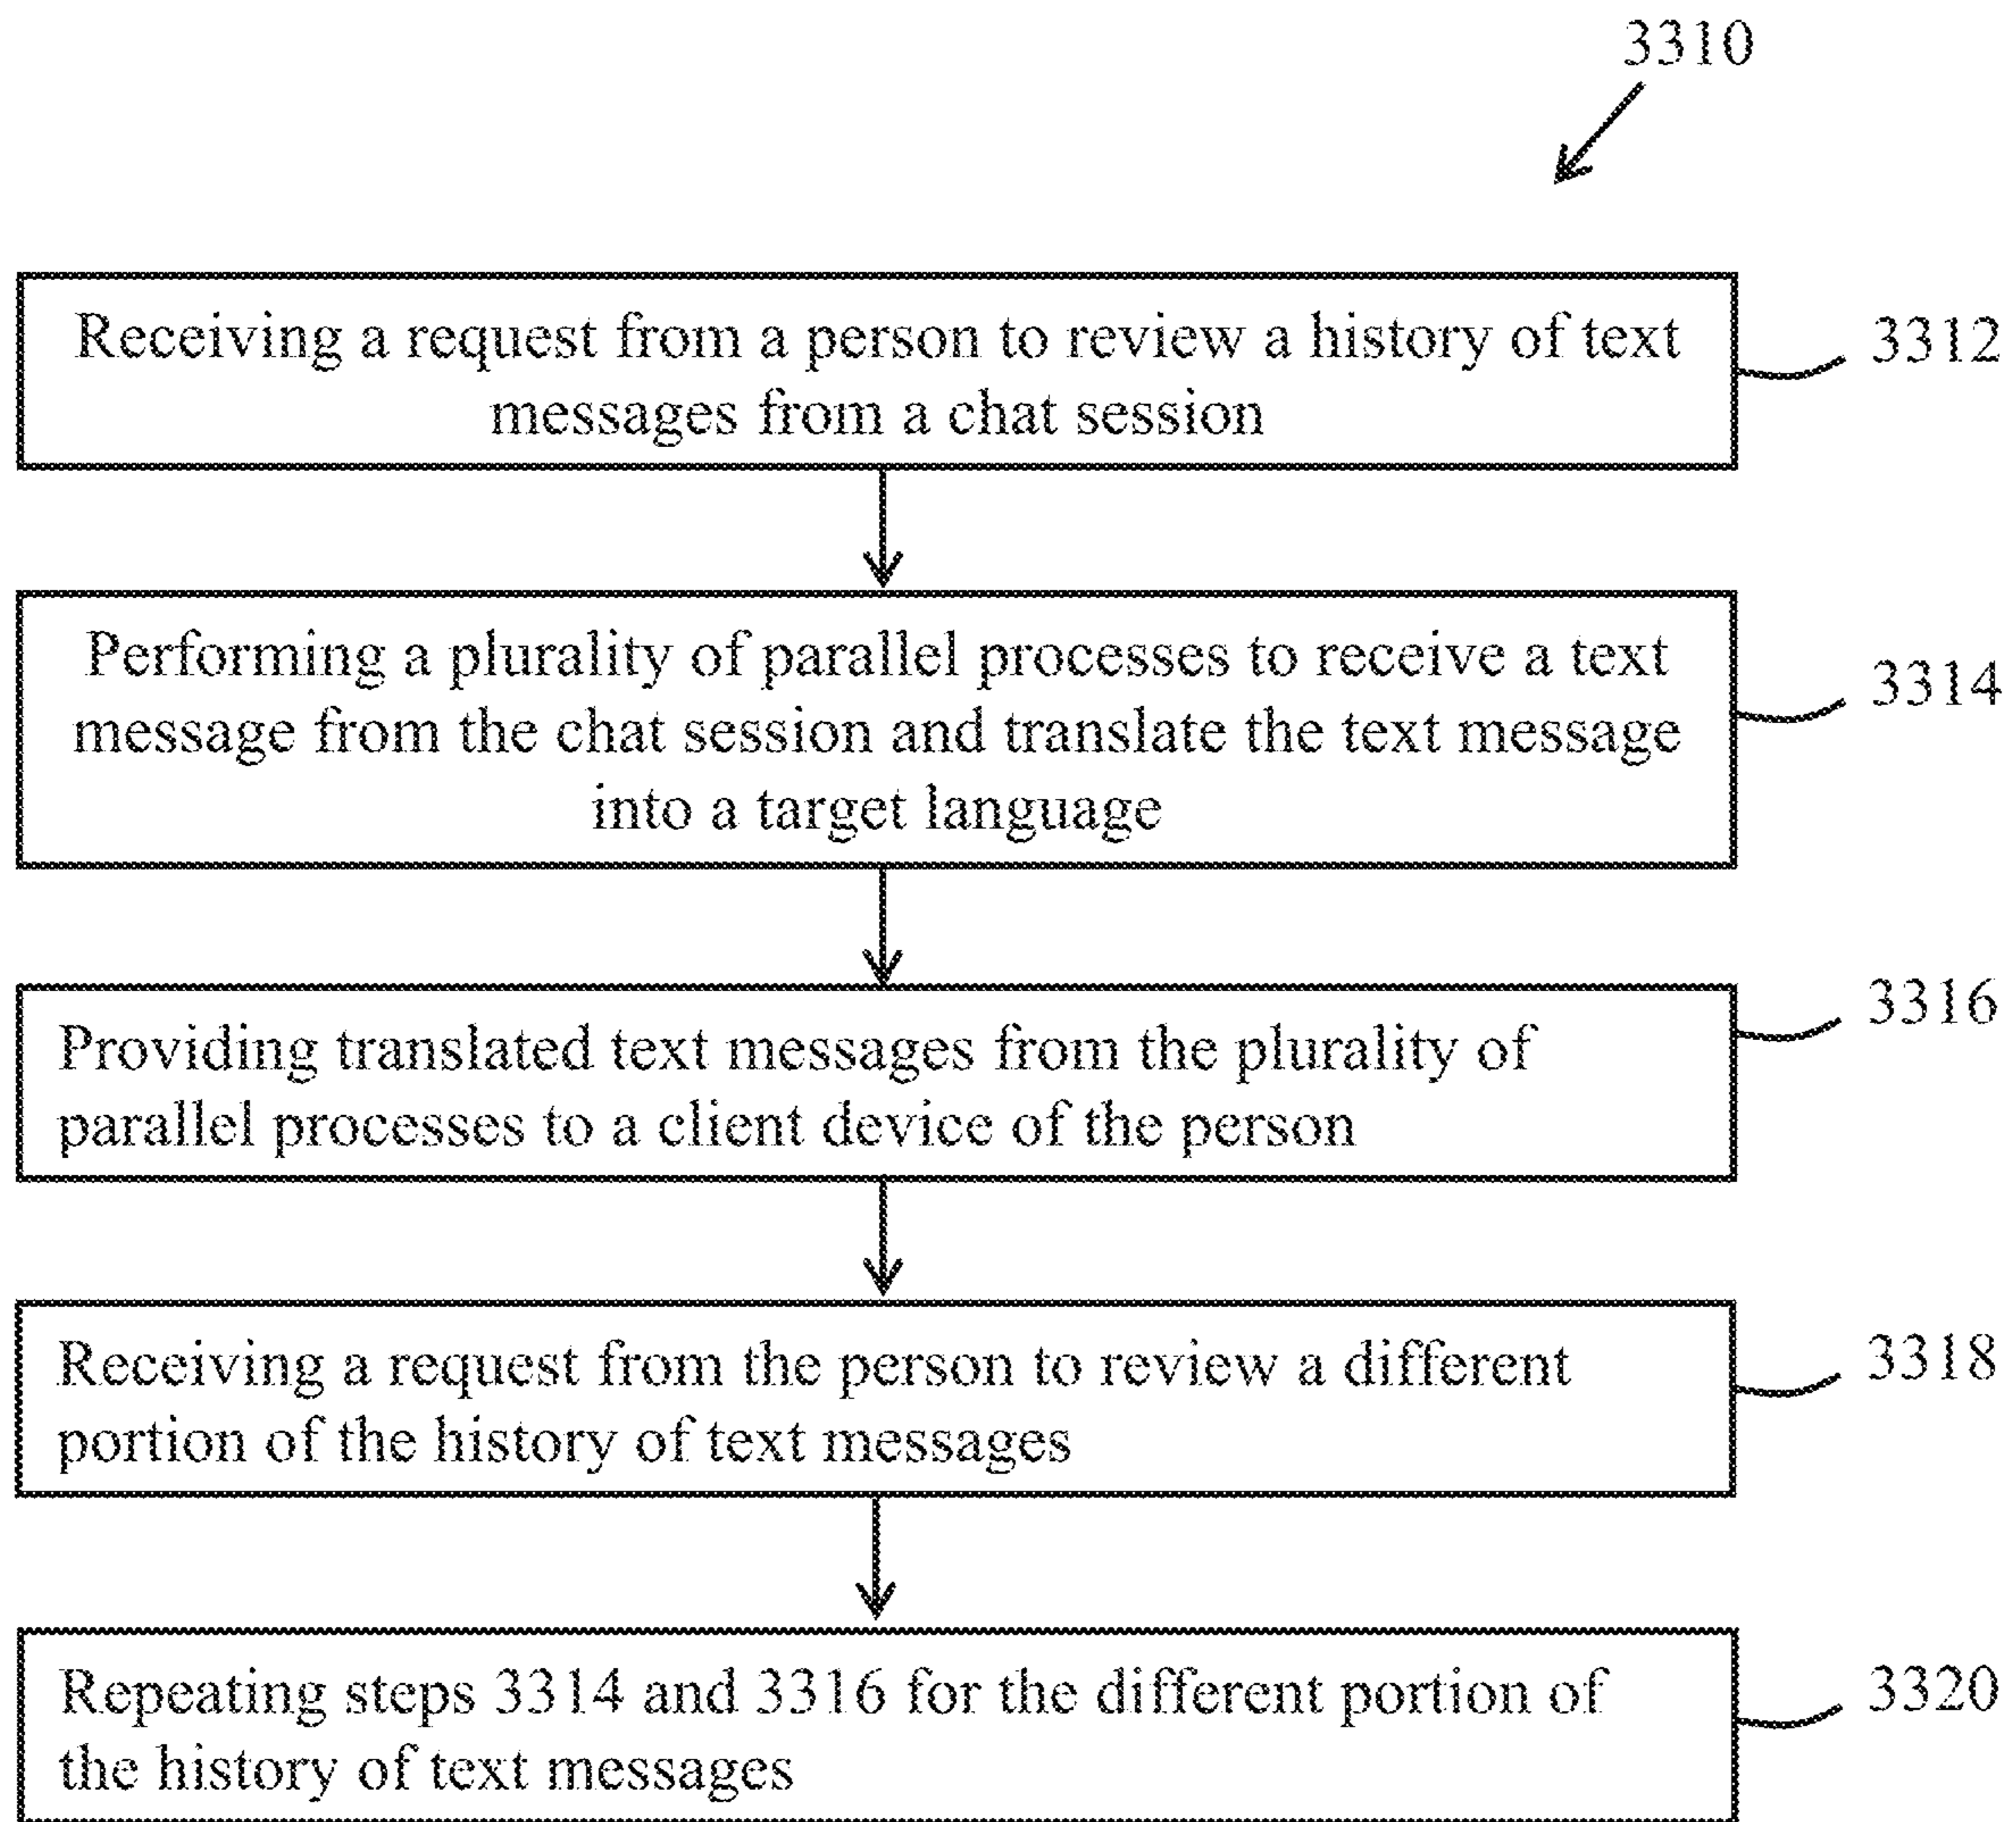 3310
Receiving a request from a person to review a history of text
messages from a chat session
3312
Performing a plurality of parallel processes to receive a text
message from the chat session and translate the text message
into a target language
3314
Providing translated text messages from the plurality of
parallel processes to a client device of the person
3316
Receiving a request from the person to review a different
portion of the history of text messages
3318
Repeating steps 3314 and 3316 for the different portion of
the history of text messages
3320